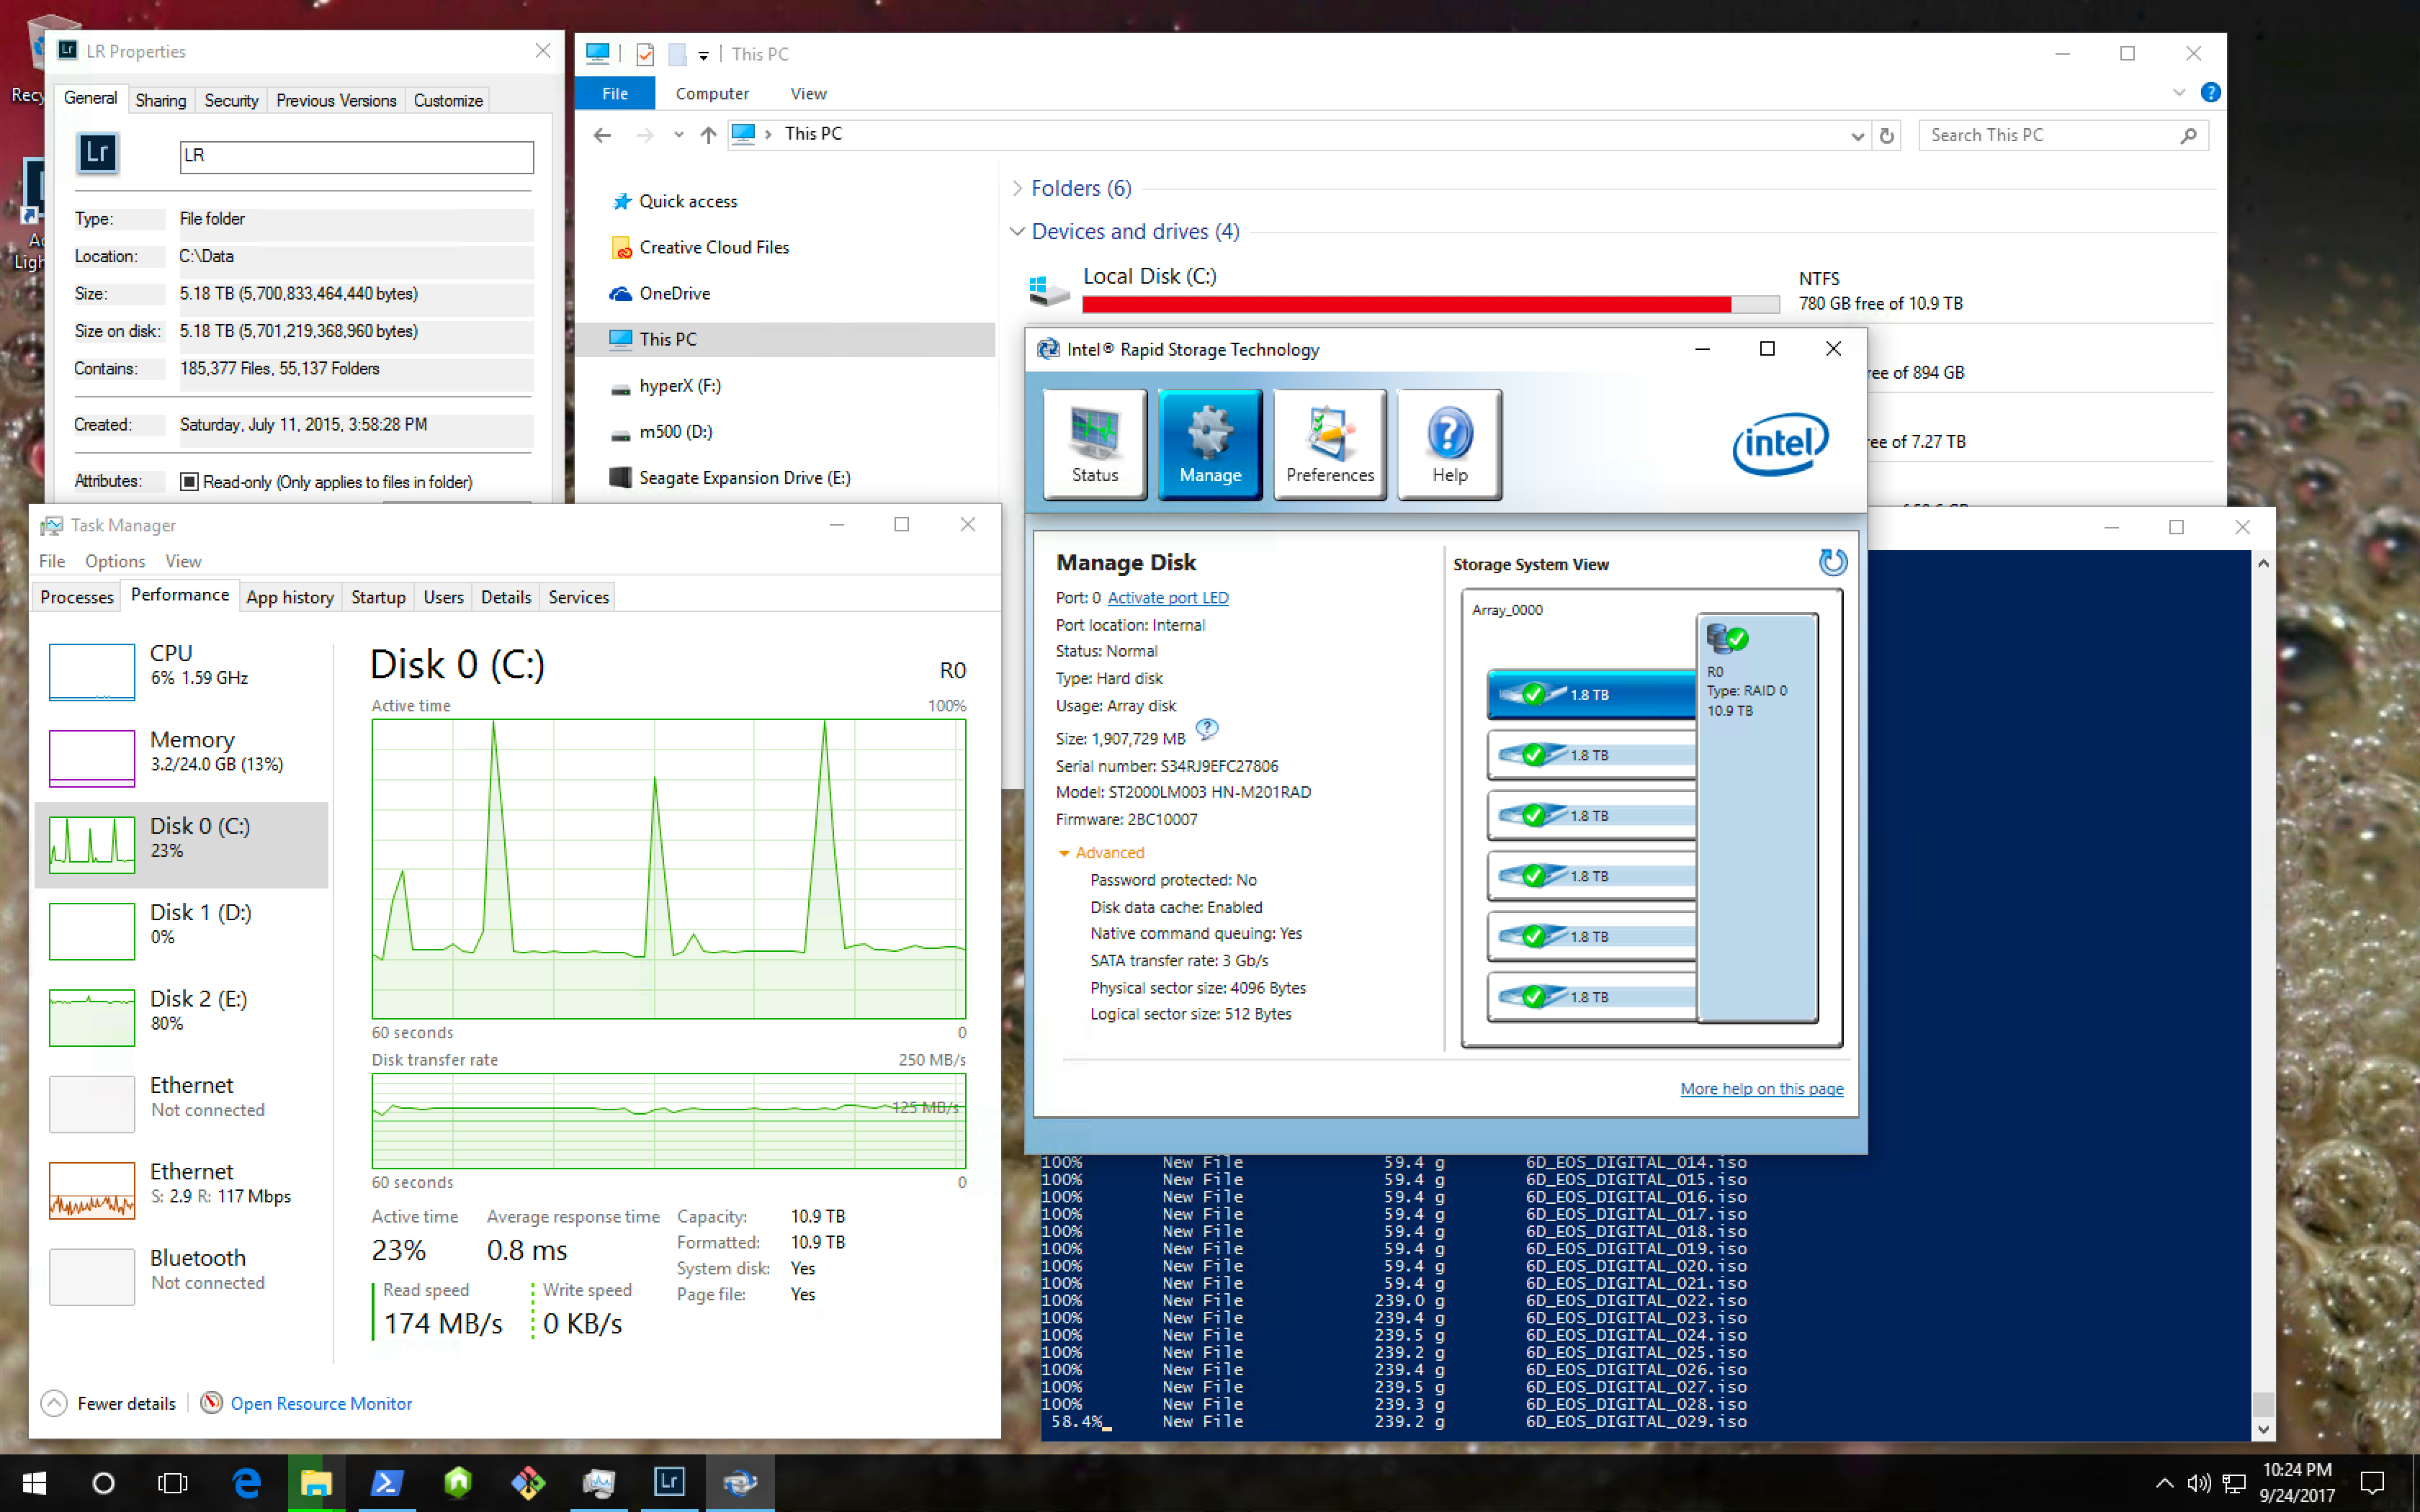 Recy
Ac
Ligh
LR Properties
General
Sharing
Security
Previous Versions
Customize
Lr
LR
Type:
File folder
Location:
C:\Data
Size:
5.18 TB (5,700,833,464,440 bytes)
Size on disk:
5.18 TB (5,701,219,368,960 bytes)
Contains:
185,377 Files, 55,137 Folders
Created:
Saturday, July 11, 2015, 3:58:28 PM
Attributes:
Read-only (Only applies to files in folder)
This PC
File
Computer
View
This PC
Search This PC
Quick access
Creative Cloud Files
OneDrive
This PC
hyperX (F:)
m500 (D:)
Seagate Expansion Drive (E:)
Folders (6)
Devices and drives (4)
Local Disk (C:)
NTFS
780 GB free of 10.9 TB
ree of 894 GB
ree of 7.27 TB
Intel® Rapid Storage Technology
Status
Manage
Preferences
Help
intel
Manage Disk
Port: 0 Activate port LED
Port location: Internal
Status: Normal
Type: Hard disk
Usage: Array disk
Size: 1,907,729 MB
Serial number: S34RJ9EFC27806
Model: ST2000LM003 HN-M201RAD
Firmware: 2BC10007
Advanced
Password protected: No
Disk data cache: Enabled
Native command queuing: Yes
SATA transfer rate: 3 Gb/s
Physical sector size: 4096 Bytes
Logical sector size: 512 Bytes
Storage System View
Array_0000
1.8 TB
1.8 TB
1.8 TB
1.8 TB
1.8 TB
1.8 TB
R0
Type: RAID 0
10.9 TB
More help on this page
Task Manager
File Options View
Processes
Performance
App history
Startup
Users
Details
Services
CPU
6% 1.59 GHz
Memory
3.2/24.0 GB (13%)
Disk 0 (C:)
23%
Disk 1 (D:)
0%
Disk 2 (E:)
80%
Ethernet
Not connected
Ethernet
S: 2.9 R: 117 Mbps
Bluetooth
Not connected
Disk 0 (C:)
R0
Active time
100%
60 seconds
0
Disk transfer rate
250 MB/s
125 MB/s
60 seconds
0
Active time
23%
Average response time
0.8 ms
Read speed
174 MB/s
Write speed
0 KB/s
Capacity: 10.9 TB
Formatted: 10.9 TB
System disk: Yes
Page file: Yes
Fewer details
Open Resource Monitor
100% New File 59.4 g 6D_EOS_DIGITAL_014.iso
100% New File 59.4 g 6D_EOS_DIGITAL_015.iso
100% New File 59.4 g 6D_EOS_DIGITAL_016.iso
100% New File 59.4 g 6D_EOS_DIGITAL_017.iso
100% New File 59.4 g 6D_EOS_DIGITAL_018.iso
100% New File 59.4 g 6D_EOS_DIGITAL_019.iso
100% New File 59.4 g 6D_EOS_DIGITAL_020.iso
100% New File 59.4 g 6D_EOS_DIGITAL_021.iso
100% New File 239.0 g 6D_EOS_DIGITAL_022.iso
100% New File 239.4 g 6D_EOS_DIGITAL_023.iso
100% New File 239.5 g 6D_EOS_DIGITAL_024.iso
100% New File 239.2 g 6D_EOS_DIGITAL_025.iso
100% New File 239.4 g 6D_EOS_DIGITAL_026.iso
100% New File 239.5 g 6D_EOS_DIGITAL_027.iso
100% New File 239.3 g 6D_EOS_DIGITAL_028.iso
58.4% New File 239.2 g 6D_EOS_DIGITAL_029.iso
Lr
10:24 PM
9/24/2017